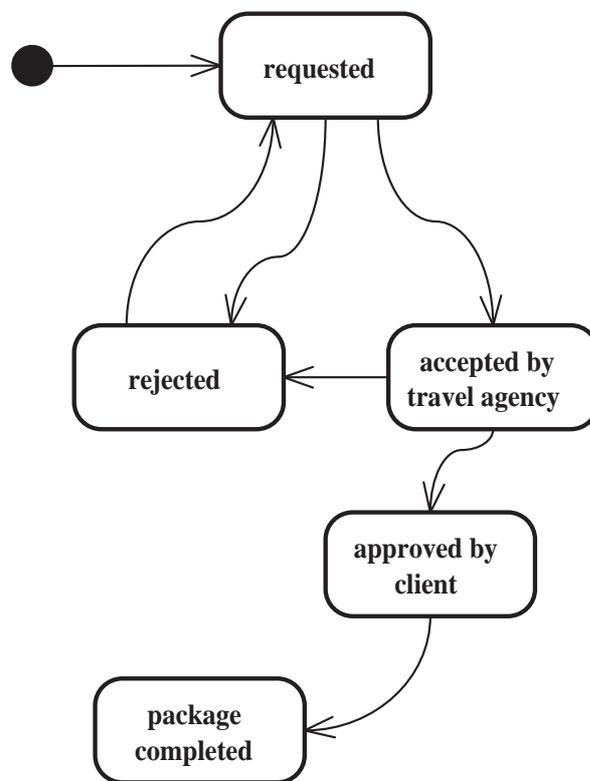 requested
rejected
accepted by
travel agency
approved by
client
package
completed